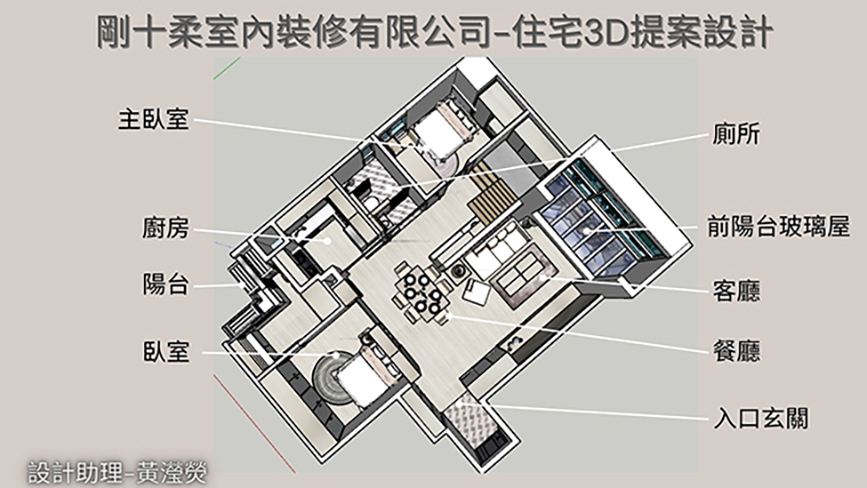 剛十柔室內裝修有限公司-住宅3D提案設計
主臥室
廁所
廚房
前陽台玻璃屋
陽台
客廳
臥室
餐廳
入口玄關
設計助理-黃瀅熒